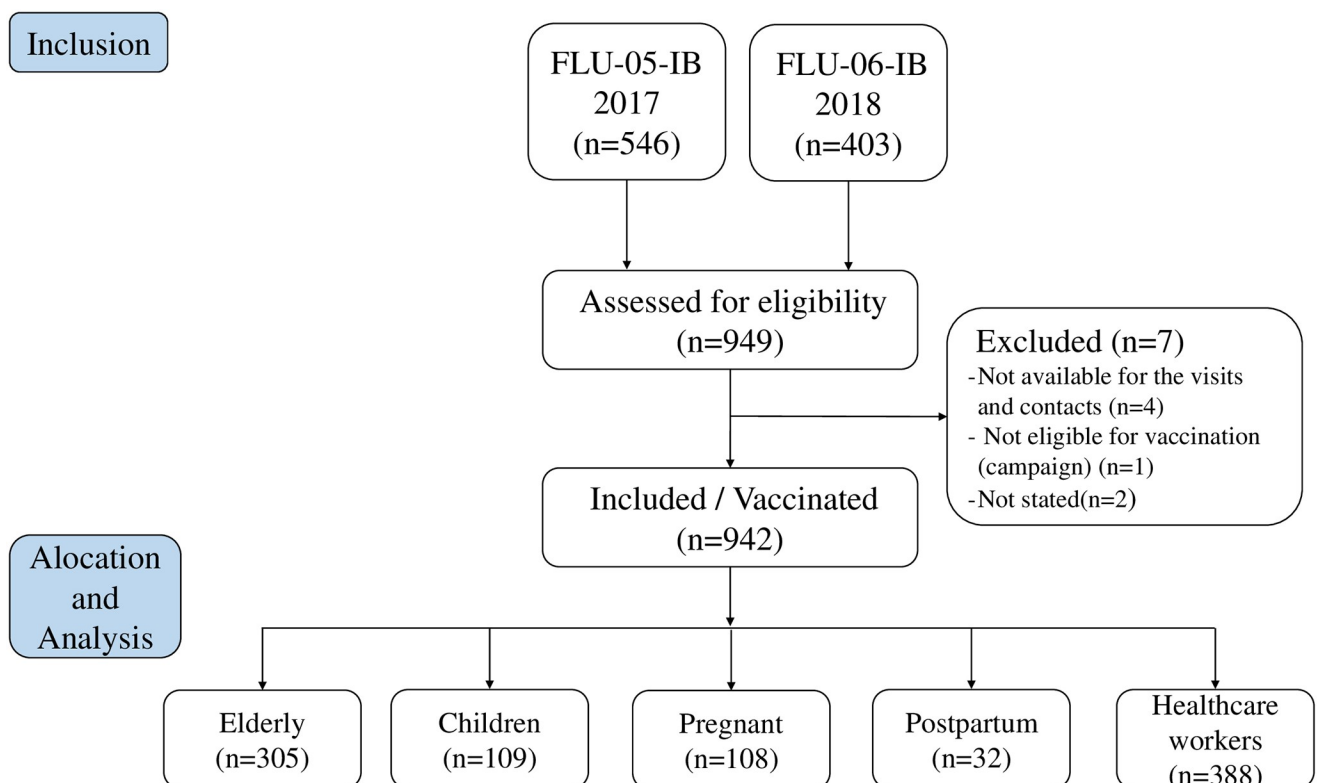 Inclusion
FLU-05-IB
2017
(n=546)
FLU-06-IB
2018
(n=403)
Assessed for eligibility
(n=949)
Excluded (n=7)
-Not available for the visits
and contacts (n=4)
- Not eligible for vaccination
(campaign) (n=1)
-Not stated(n=2)
Included / Vaccinated
(n=942)
Alocation
and
Analysis
Elderly
(n=305)
Children
(n=109)
Pregnant
(n=108)
Postpartum
(n=32)
Healthcare
workers
(n=388)